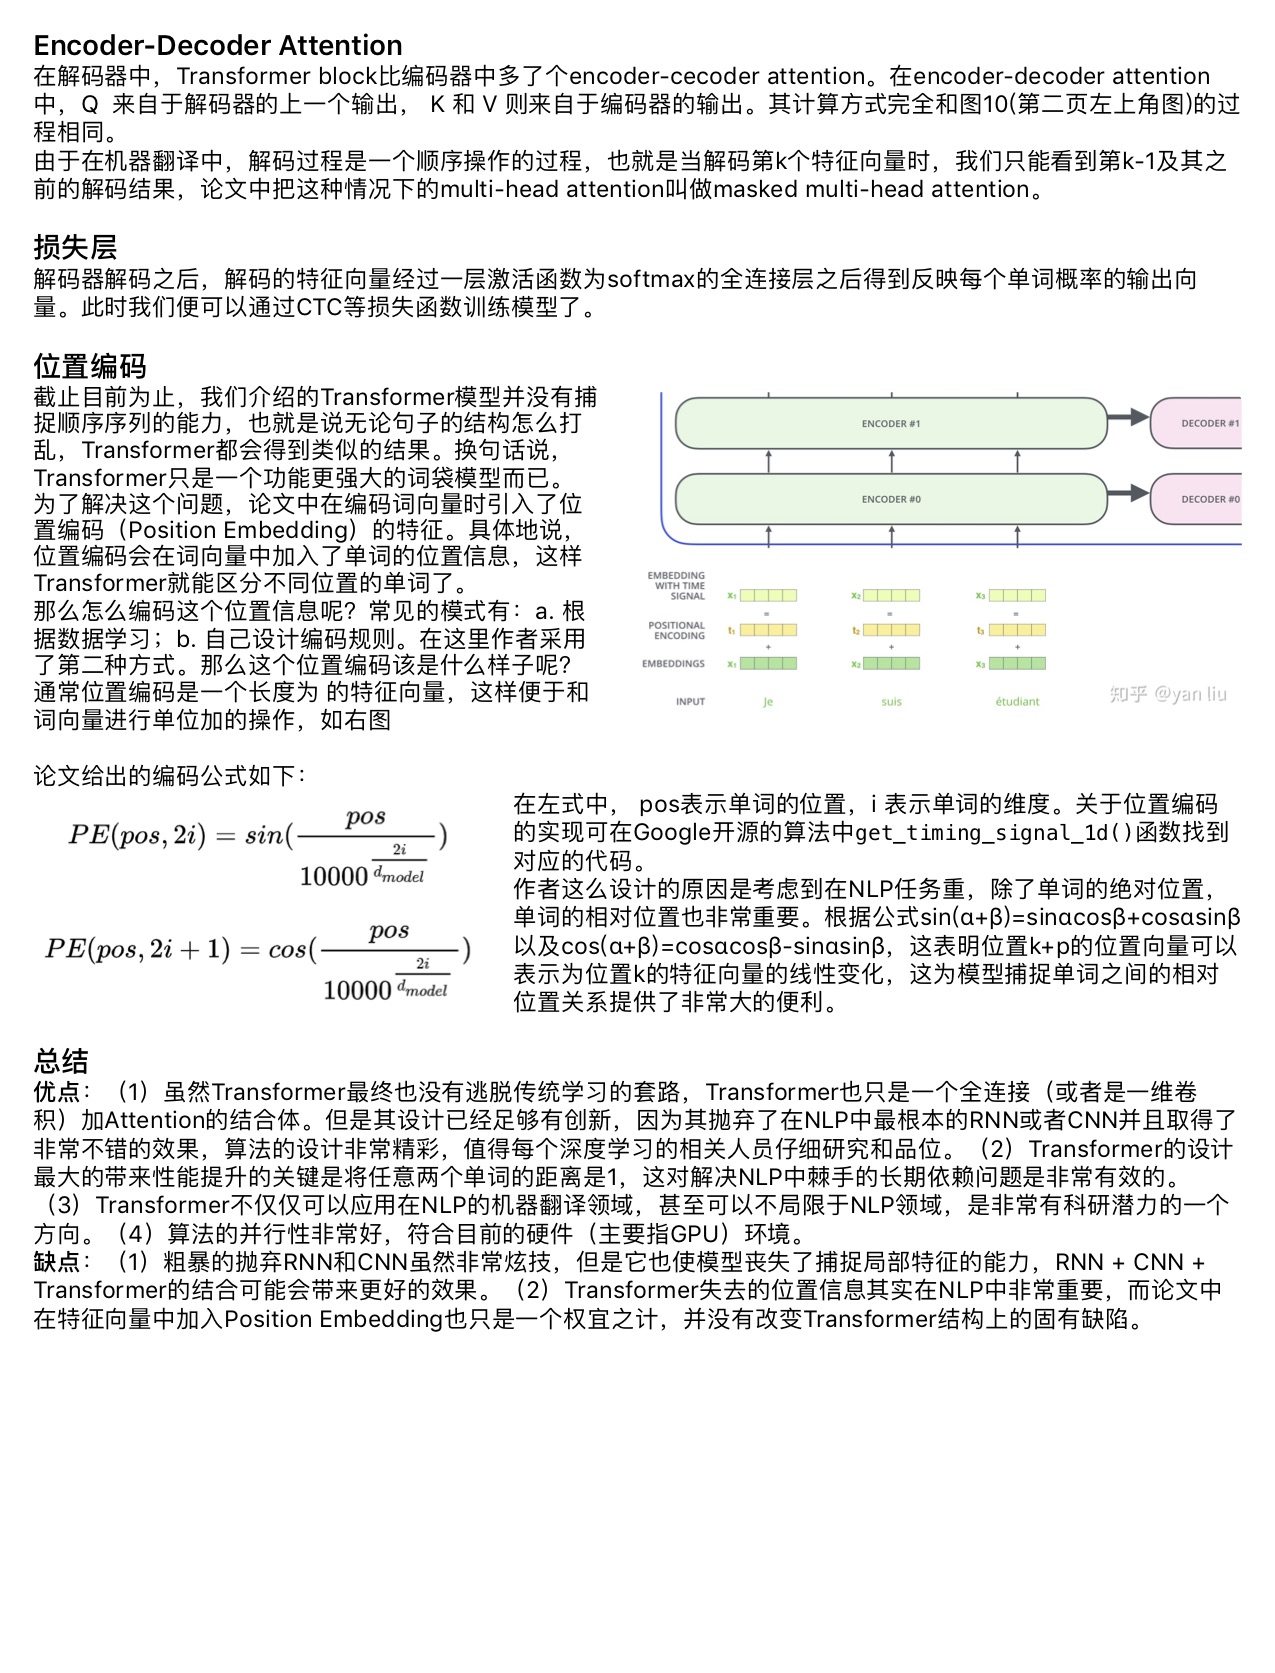 Encoder-Decoder Attention
在解码器中，Transformer block比编码器中多了个encoder-cecoder attention。在encoder-decoder attention
中，Q 来自于解码器的上一个输出， K 和 V 则来自于编码器的输出。其计算方式完全和图10(第二页左上角图)的过
程相同。
由于在机器翻译中，解码过程是一个顺序操作的过程，也就是当解码第k个特征向量时，我们只能看到第k-1及其之
前的解码结果，论文中把这种情况下的multi-head attention叫做masked multi-head attention。
损失层
解码器解码之后，解码的特征向量经过一层激活函数为softmax的全连接层之后得到反映每个单词概率的输出向
量。此时我们便可以通过CTC等损失函数训练模型了。
位置编码
截止目前为止，我们介绍的Transformer模型并没有捕
捉顺序序列的能力，也就是说无论句子的结构怎么打
乱，Transformer都会得到类似的结果。换句话说，
Transformer只是一个功能更强大的词袋模型而已。
为了解决这个问题，论文中在编码词向量时引入了位
置编码（Position Embedding）的特征。具体地说，
位置编码会在词向量中加入了单词的位置信息，这样
Transformer就能区分不同位置的单词了。
那么怎么编码这个位置信息呢？常见的模式有：a. 根
据数据学习；b. 自己设计编码规则。在这里作者采用
了第二种方式。那么这个位置编码该是什么样子呢？
通常位置编码是一个长度为 的特征向量，这样便于和
词向量进行单位加的操作，如右图
ENCODER #1 DECODER #1
ENCODER #0 DECODER #0
EMBEDDING
WITH TIME
SIGNAL x₁ x₂ x₃
= = =
POSITIONAL
ENCODING t₁ t₂ t₃
+ + +
EMBEDDINGS x₁ x₂ x₃
INPUT Je suis étudiant
知乎 @yan liu
论文给出的编码公式如下：
PE(pos, 2i) = sin(pos / 10000^(2i/d_model))
PE(pos, 2i + 1) = cos(pos / 10000^(2i/d_model))
在左式中， pos表示单词的位置，i 表示单词的维度。关于位置编码
的实现可在Google开源的算法中get_timing_signal_1d()函数找到
对应的代码。
作者这么设计的原因是考虑到在NLP任务重，除了单词的绝对位置，
单词的相对位置也非常重要。根据公式sin(α+β)=sinαcosβ+cosαsinβ
以及cos(α+β)=cosαcosβ-sinαsinβ，这表明位置k+p的位置向量可以
表示为位置k的特征向量的线性变化，这为模型捕捉单词之间的相对
位置关系提供了非常大的便利。
总结
优点：（1）虽然Transformer最终也没有逃脱传统学习的套路，Transformer也只是一个全连接（或者是一维卷
积）加Attention的结合体。但是其设计已经足够有创新，因为其抛弃了在NLP中最根本的RNN或者CNN并且取得了
非常不错的效果，算法的设计非常精彩，值得每个深度学习的相关人员仔细研究和品位。（2）Transformer的设计
最大的带来性能提升的关键是将任意两个单词的距离是1，这对解决NLP中棘手的长期依赖问题是非常有效的。
（3）Transformer不仅仅可以应用在NLP的机器翻译领域，甚至可以不局限于NLP领域，是非常有科研潜力的一个
方向。（4）算法的并行性非常好，符合目前的硬件（主要指GPU）环境。
缺点：（1）粗暴的抛弃RNN和CNN虽然非常炫技，但是它也使模型丧失了捕捉局部特征的能力，RNN + CNN +
Transformer的结合可能会带来更好的效果。（2）Transformer失去的位置信息其实在NLP中非常重要，而论文中
在特征向量中加入Position Embedding也只是一个权宜之计，并没有改变Transformer结构上的固有缺陷。